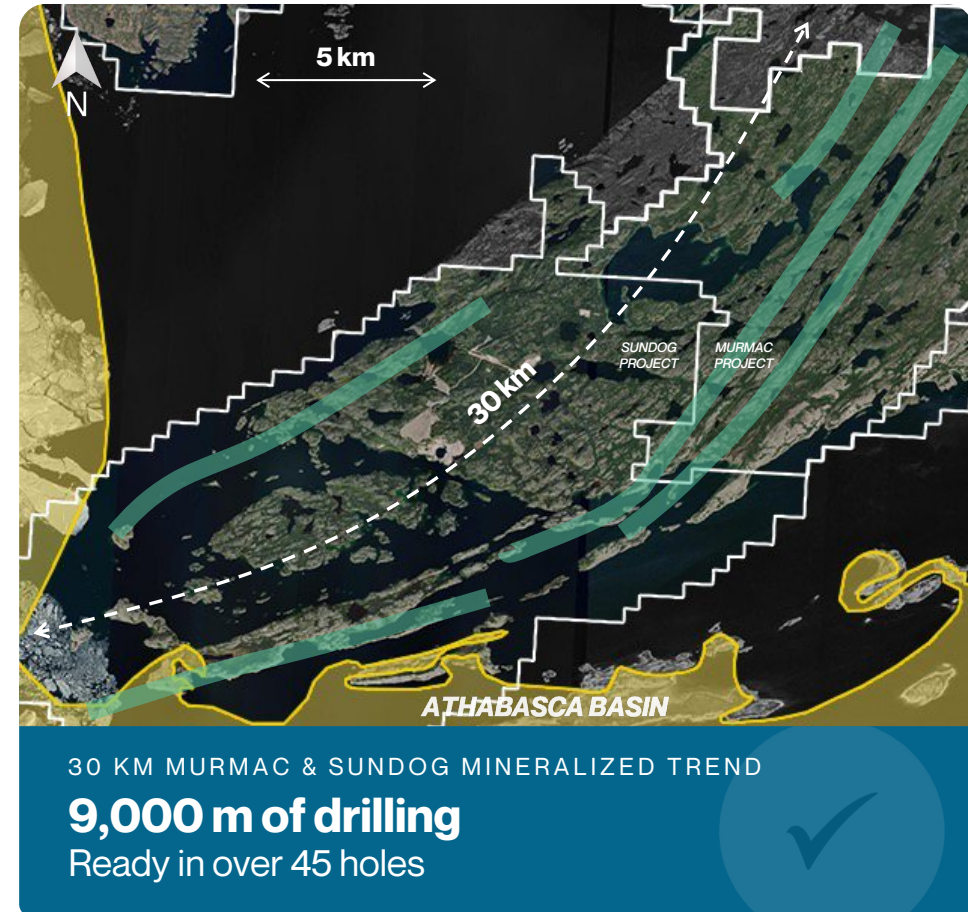 5 km
N
SUNDOG
PROJECT
MURMAC
PROJECT
30 km
ATHABASCA BASIN
30 KM MURMAC & SUNDOG MINERALIZED TREND
9,000 m of drilling
Ready in over 45 holes